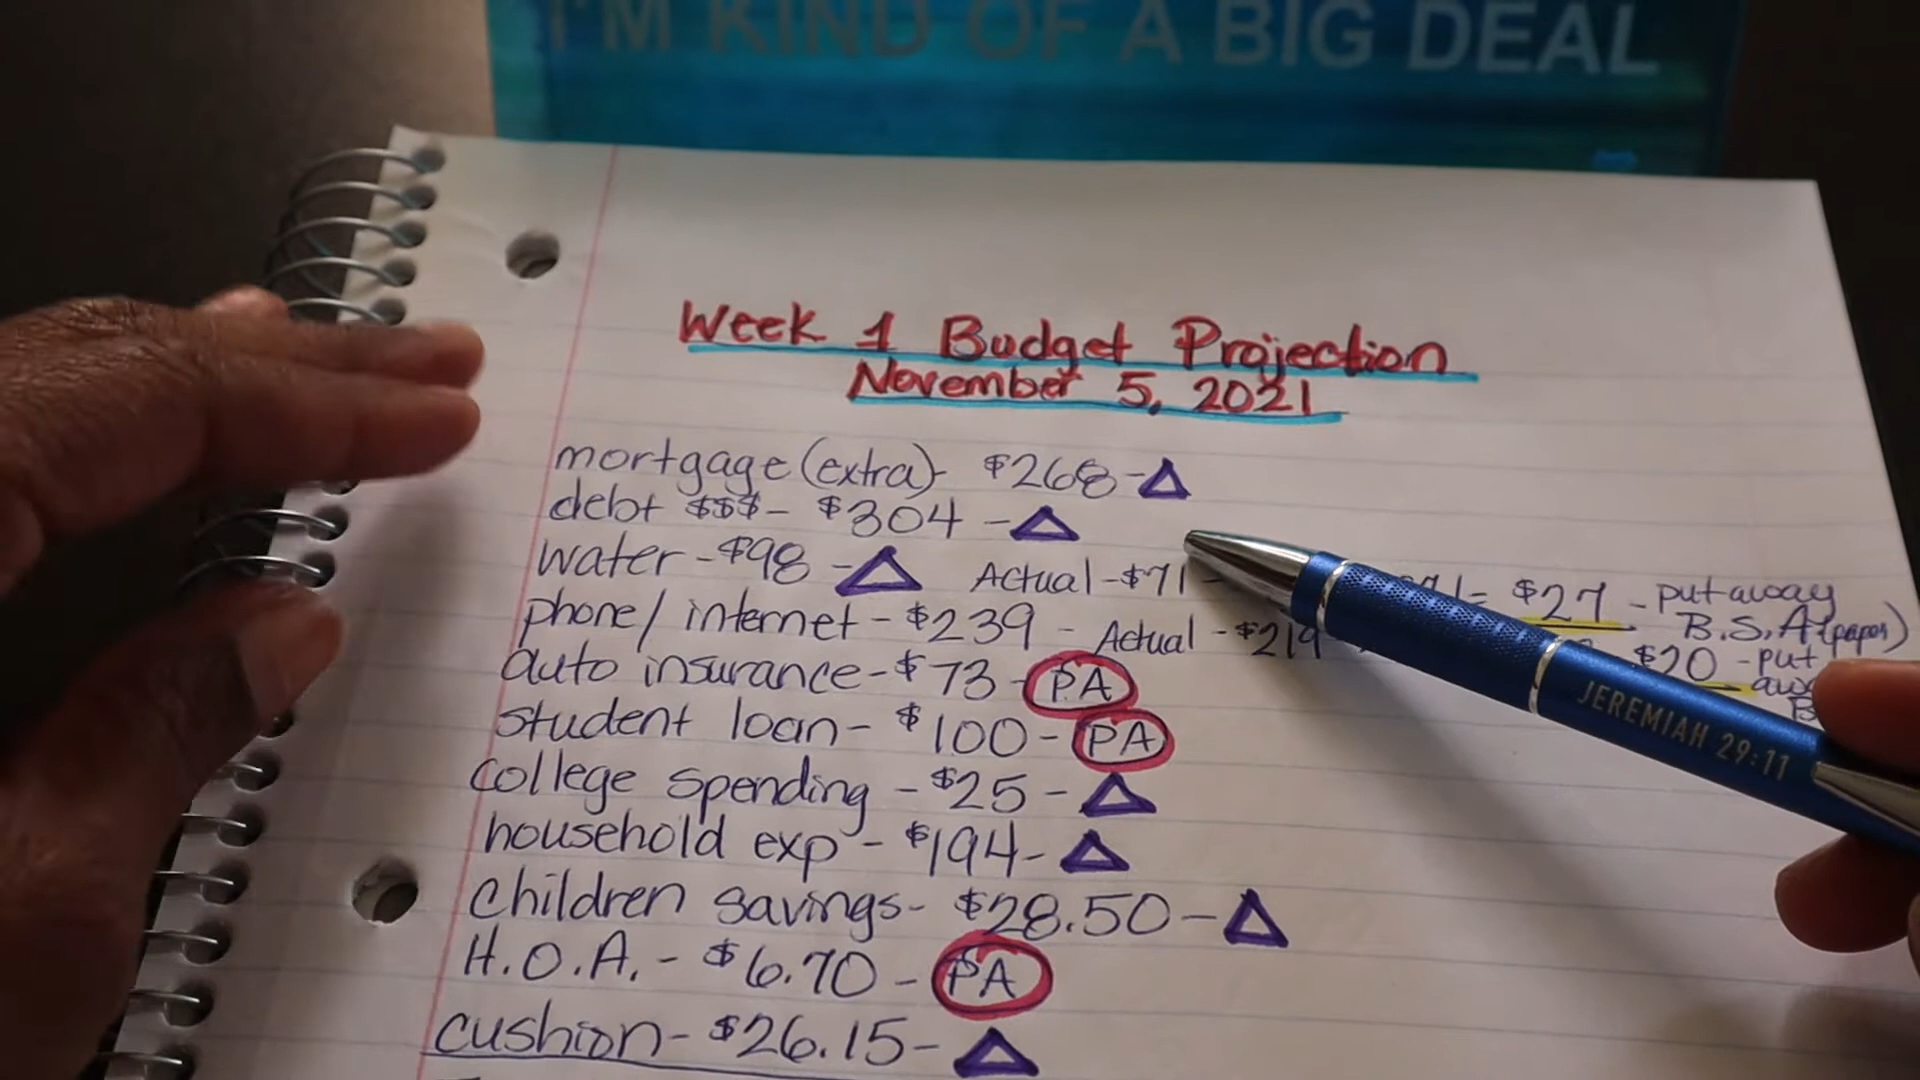 I'M KIND OF A BIG DEAL
Week 1 Budget Projection
November 5, 2021
mortgage (extra) - $268 - Δ
debt $$$ - $304 - Δ
water - $98 - Δ Actual - $71 - = $27 - put away
B.S.A (paper)
phone/internet - $239 - Actual - $219 $20 - put
auto insurance - $73 - PA
student loan - $100 - PA
college spending - $25 - Δ
household exp - $194 - Δ
children savings - $28.50 - Δ
H.O.A. - $6.70 - PA
cushion - $26.15 - Δ
JEREMIAH 29:11